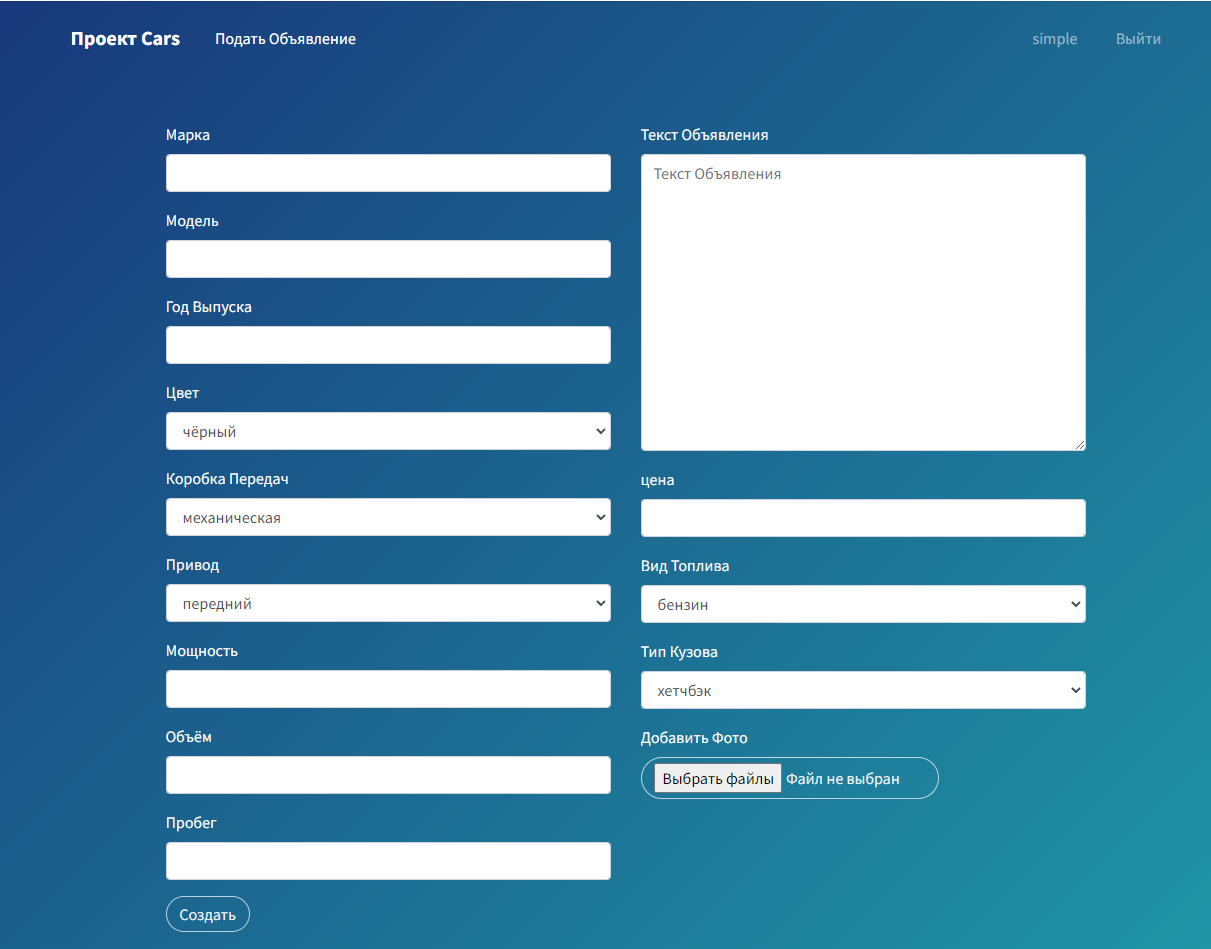 Проект Cars Подать Объявление simple Выйти
Марка
Модель
Год Выпуска
Цвет
чёрный
Коробка Передач
механическая
Привод
передний
Мощность
Объём
Пробег
Создать
Текст Объявления
Текст Объявления
цена
Вид Топлива
бензин
Тип Кузова
хетчбэк
Добавить Фото
Выбрать файлы Файл не выбран